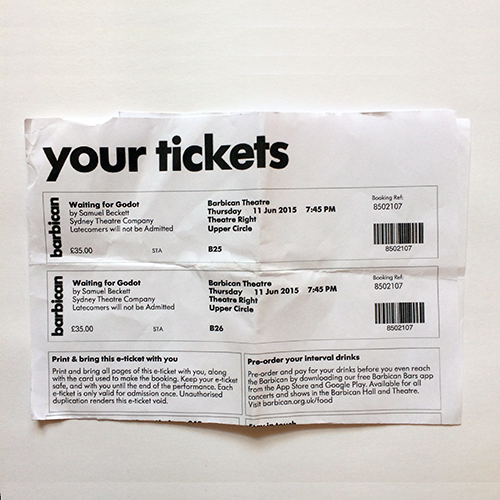 your tickets
barbican
Waiting for Godot
by Samuel Beckett
Sydney Theatre Company
Latecomers will not be Admitted
£35.00 STA
Barbican Theatre
Thursday 11 Jun 2015 7:45 PM
Theatre Right
Upper Circle
B25
Booking Ref:
8502107
8502107
barbican
Waiting for Godot
by Samuel Beckett
Sydney Theatre Company
Latecomers will not be Admitted
£35.00 STA
Barbican Theatre
Thursday 11 Jun 2015 7:45 PM
Theatre Right
Upper Circle
B26
Booking Ref:
8502107
8502107
Print & bring this e-ticket with you
Print and bring all pages of this e-ticket with you, along
with the card used to make the booking. Keep your e-ticket
safe, and with you until the end of the performance. Each
e-ticket is only valid for admission once. Unauthorised
duplication renders this e-ticket void.
Pre-order your interval drinks
Pre-order and pay for your drinks before you even reach
the Barbican by downloading our free Barbican Bars app
from the App Store and Google Play. Available for all
concerts and shows in the Barbican Hall and Theatre.
Visit barbican.org.uk/food
Stay in touch